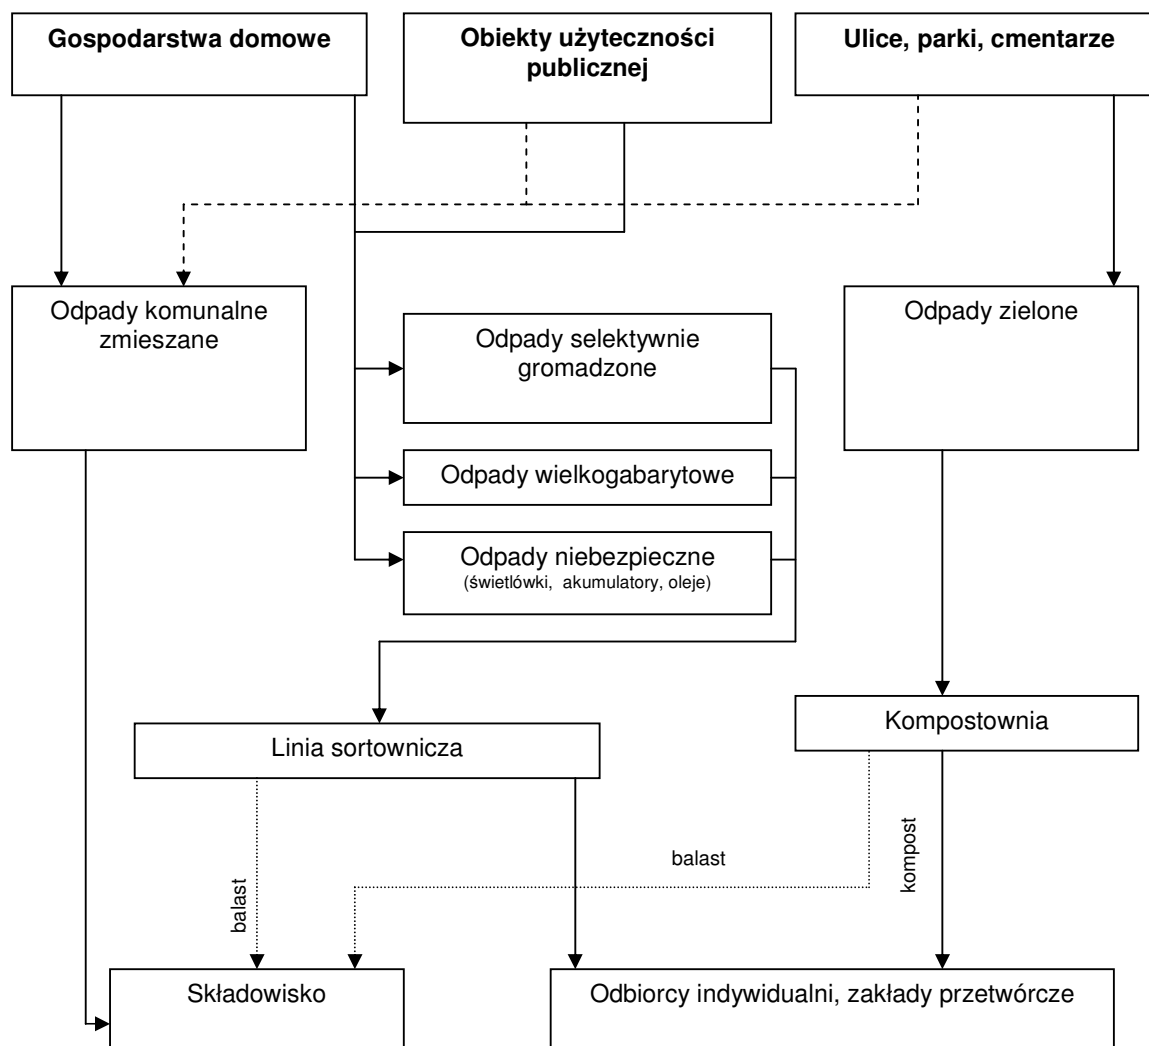 Gospodarstwa domowe
Obiekty użyteczności
publicznej
Ulice, parki, cmentarze
Odpady komunalne
zmieszane
Odpady selektywnie
gromadzone
Odpady zielone
Odpady wielkogabarytowe
Odpady niebezpieczne
(świetlówki, akumulatory, oleje)
Linia sortownicza
Kompostownia
balast
balast
kompost
Składowisko
Odbiorcy indywidualni, zakłady przetwórcze